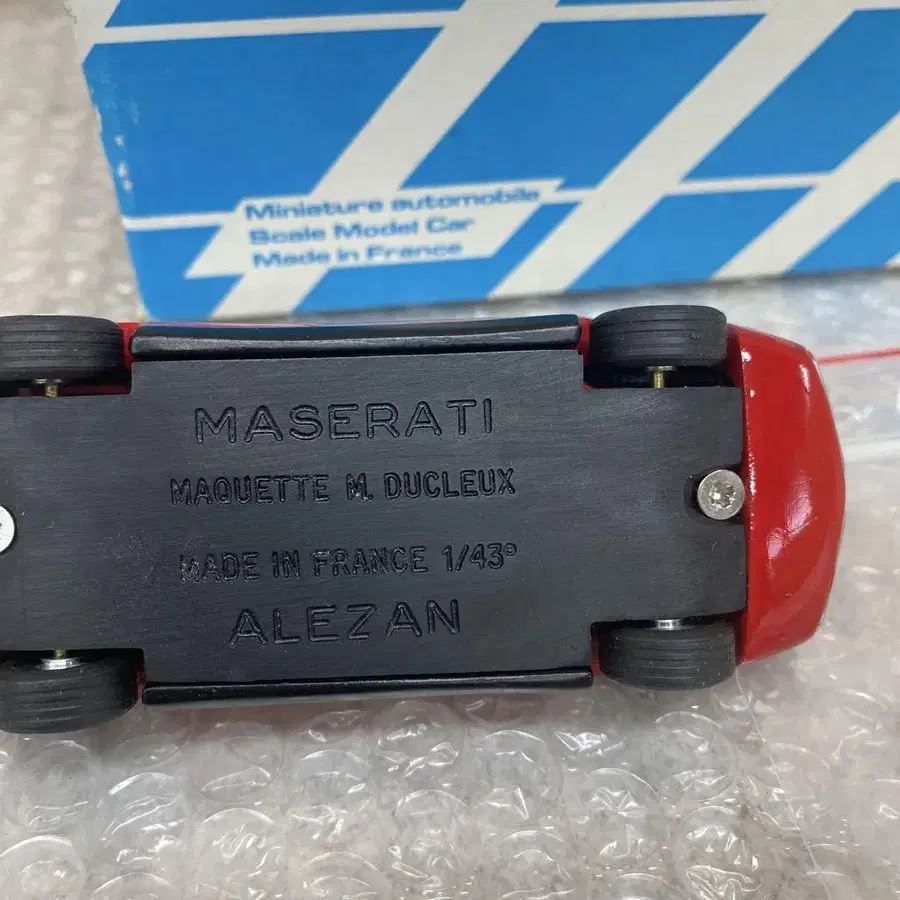 Miniature automobile
Scale Model Car
Made in France
MASERATI
MAQUETTE M. DUCLEUX
MADE IN FRANCE 1/43°
ALEZAN